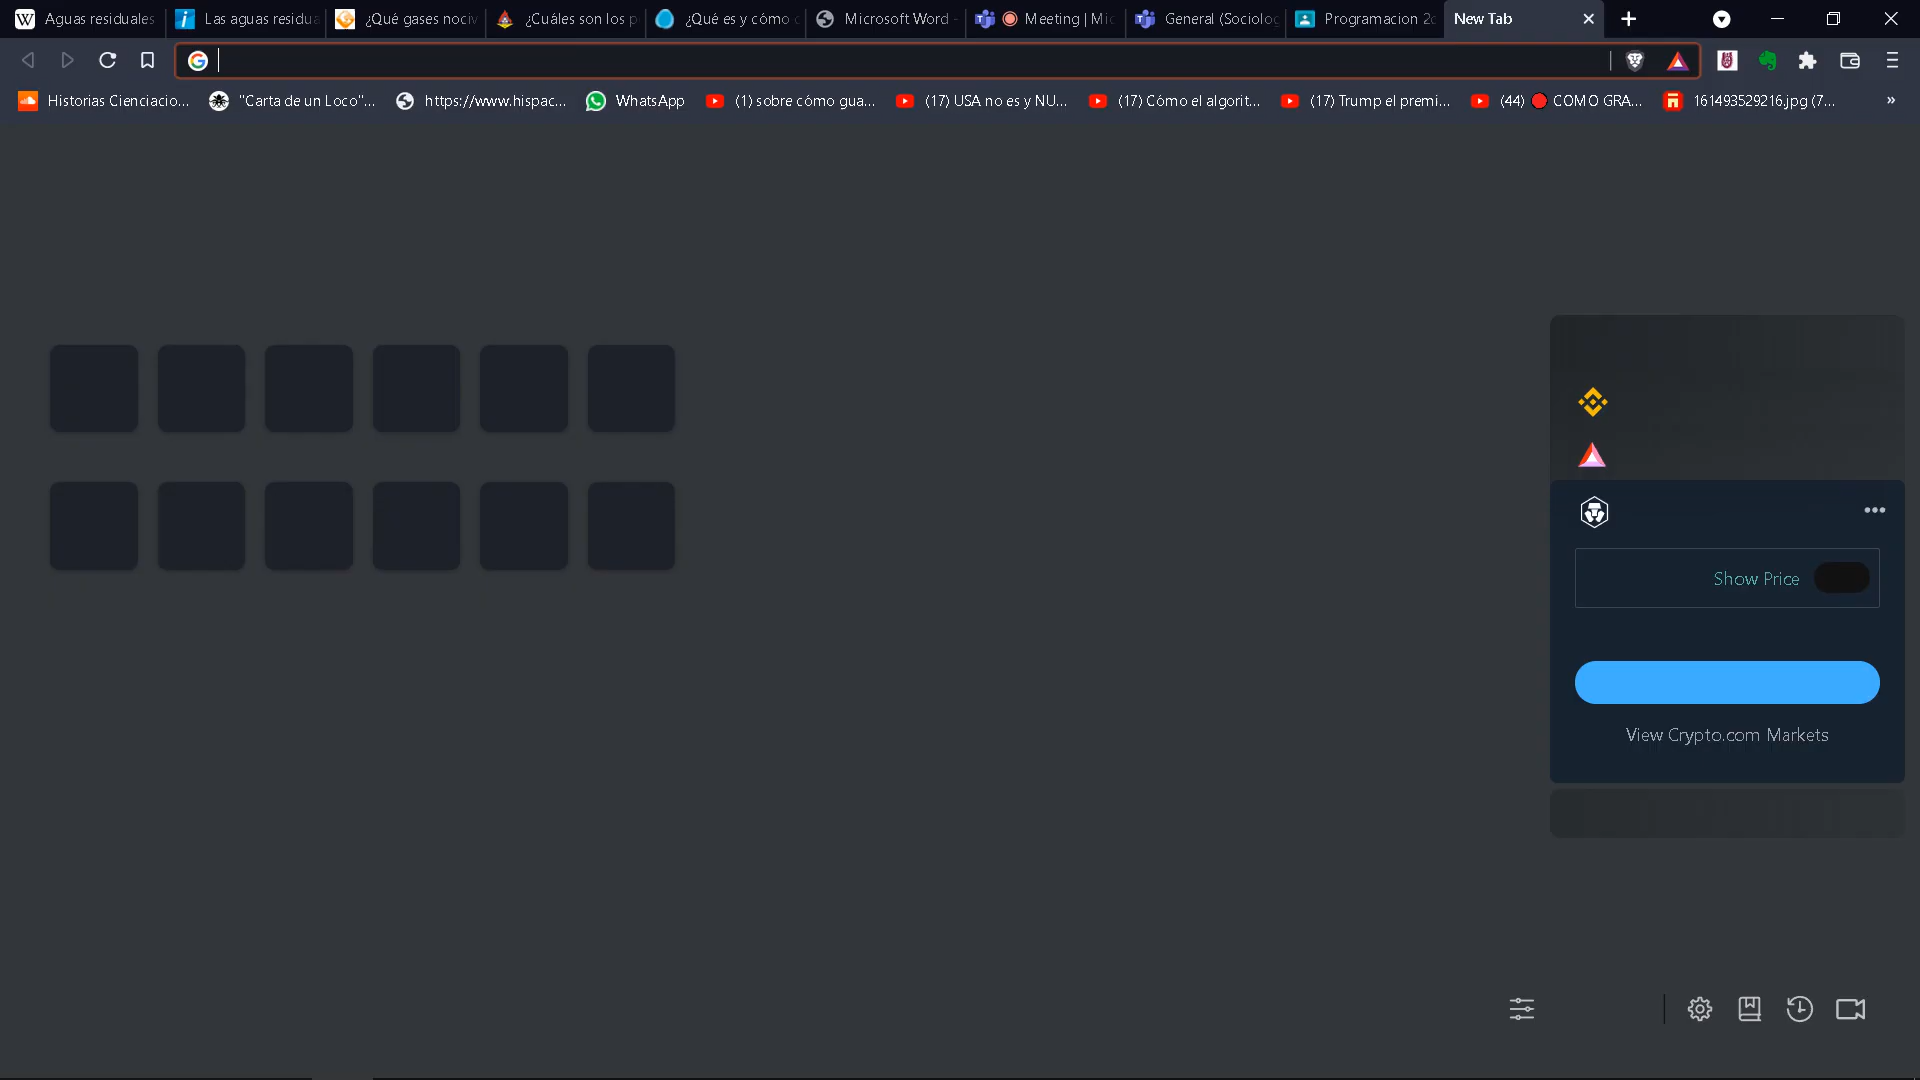 Aguas residuales
Las aguas residua
¿Qué gases nociv
¿Cuáles son los p
¿Qué es y cómo
Microsoft Word -
Meeting | Mic
General (Sociolog
Programacion 2
New Tab
Historias Cienciacio...
"Carta de un Loco"...
https://www.hispac...
WhatsApp
(1) sobre cómo gua...
(17) USA no es y NU...
(17) Cómo el algorit...
(17) Trump el premi...
(44) 🔴 COMO GRA...
161493529216.jpg (7...
»
Show Price
View Crypto.com Markets